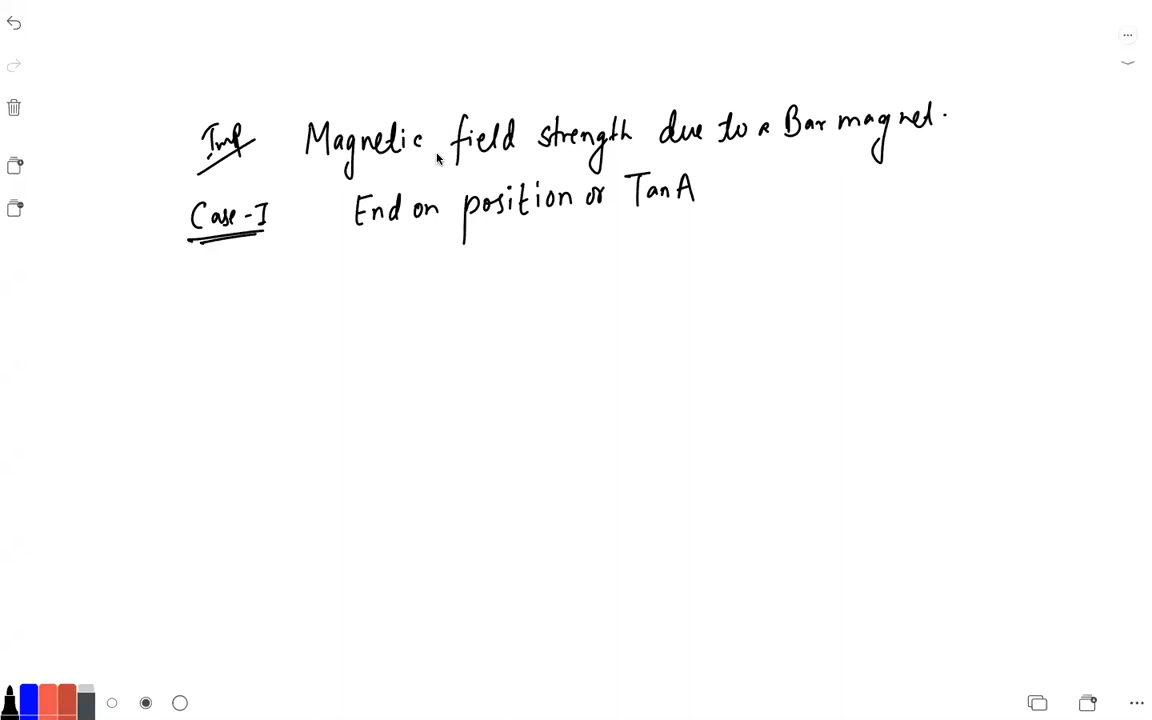 Imp Magnetic field strength due to a Bar magnet.
Case-I End on position or Tan A